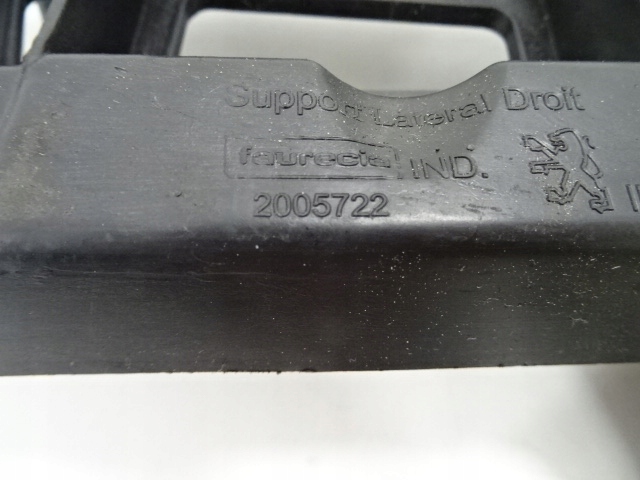 Support Lateral Droit
faurecia IND.
2005722